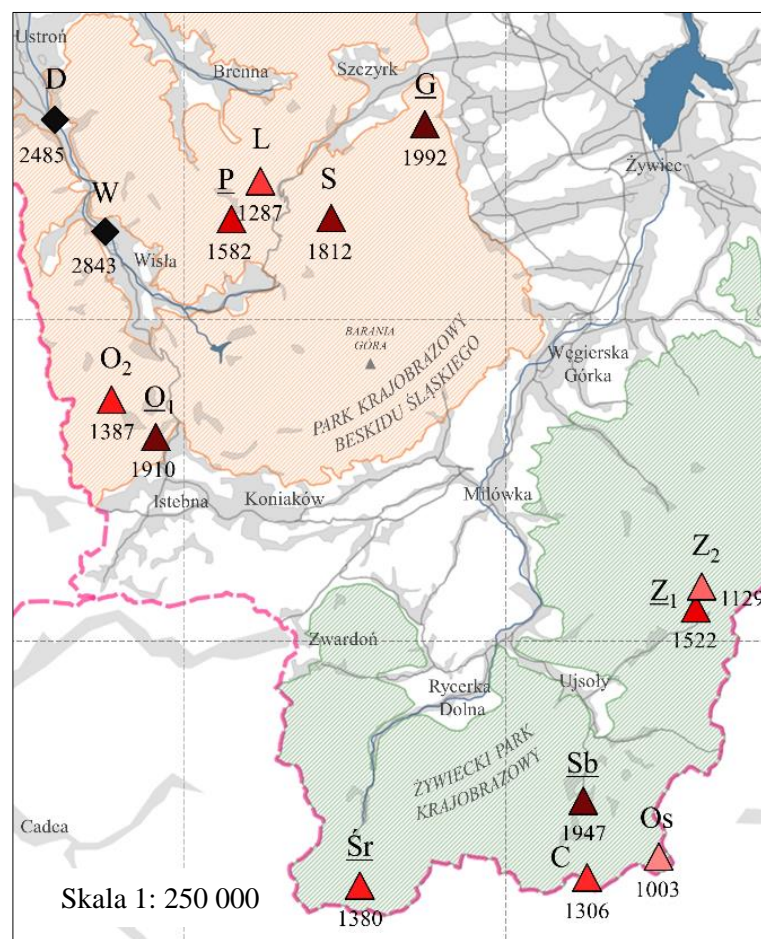 Ustroń
Brenna
Szczyrk
D
2485
G
1992
L
1287
P
1582
S
1812
Żywiec
W
2843
Wisła
BARANIA
GÓRA
PARK KRAJOBRAZOWY
BESKIDU ŚLĄSKIEGO
Węgierska
Górka
O2
1387
O1
1910
Istebna
Koniaków
Milówka
Z2
1129
Z1
1522
Zwardoń
Rycerka
Dolna
Ujsoły
ŻYWIECKI PARK
KRAJOBRAZOWY
Sb
1947
Os
1003
Cadca
Śr
1380
C
1306
Skala 1: 250 000